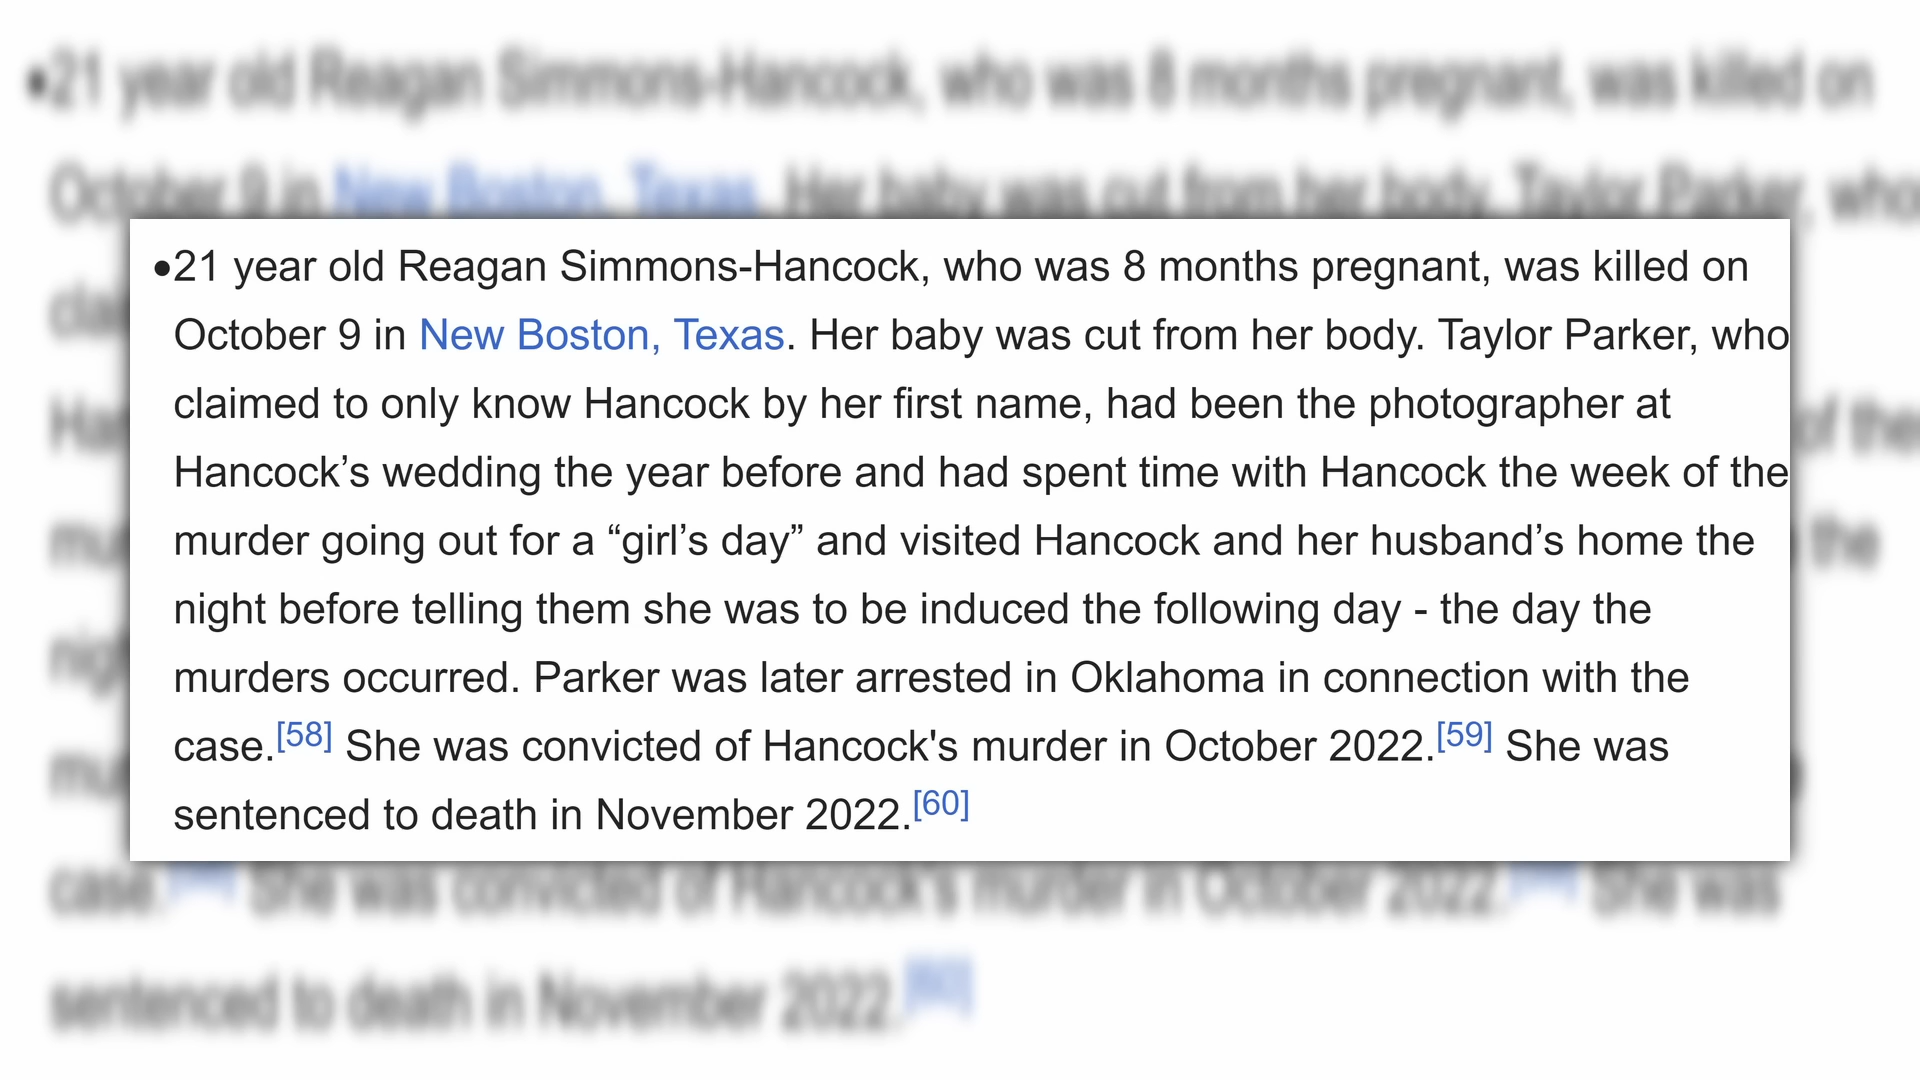 •21 year old Reagan Simmons-Hancock, who was 8 months pregnant, was killed on
October 9 in New Boston, Texas. Her baby was cut from her body. Taylor Parker, who
claimed to only know Hancock by her first name, had been the photographer at
Hancock’s wedding the year before and had spent time with Hancock the week of the
murder going out for a “girl’s day” and visited Hancock and her husband’s home the
night before telling them she was to be induced the following day - the day the
murders occurred. Parker was later arrested in Oklahoma in connection with the
case.[58] She was convicted of Hancock's murder in October 2022.[59] She was
sentenced to death in November 2022.[60]